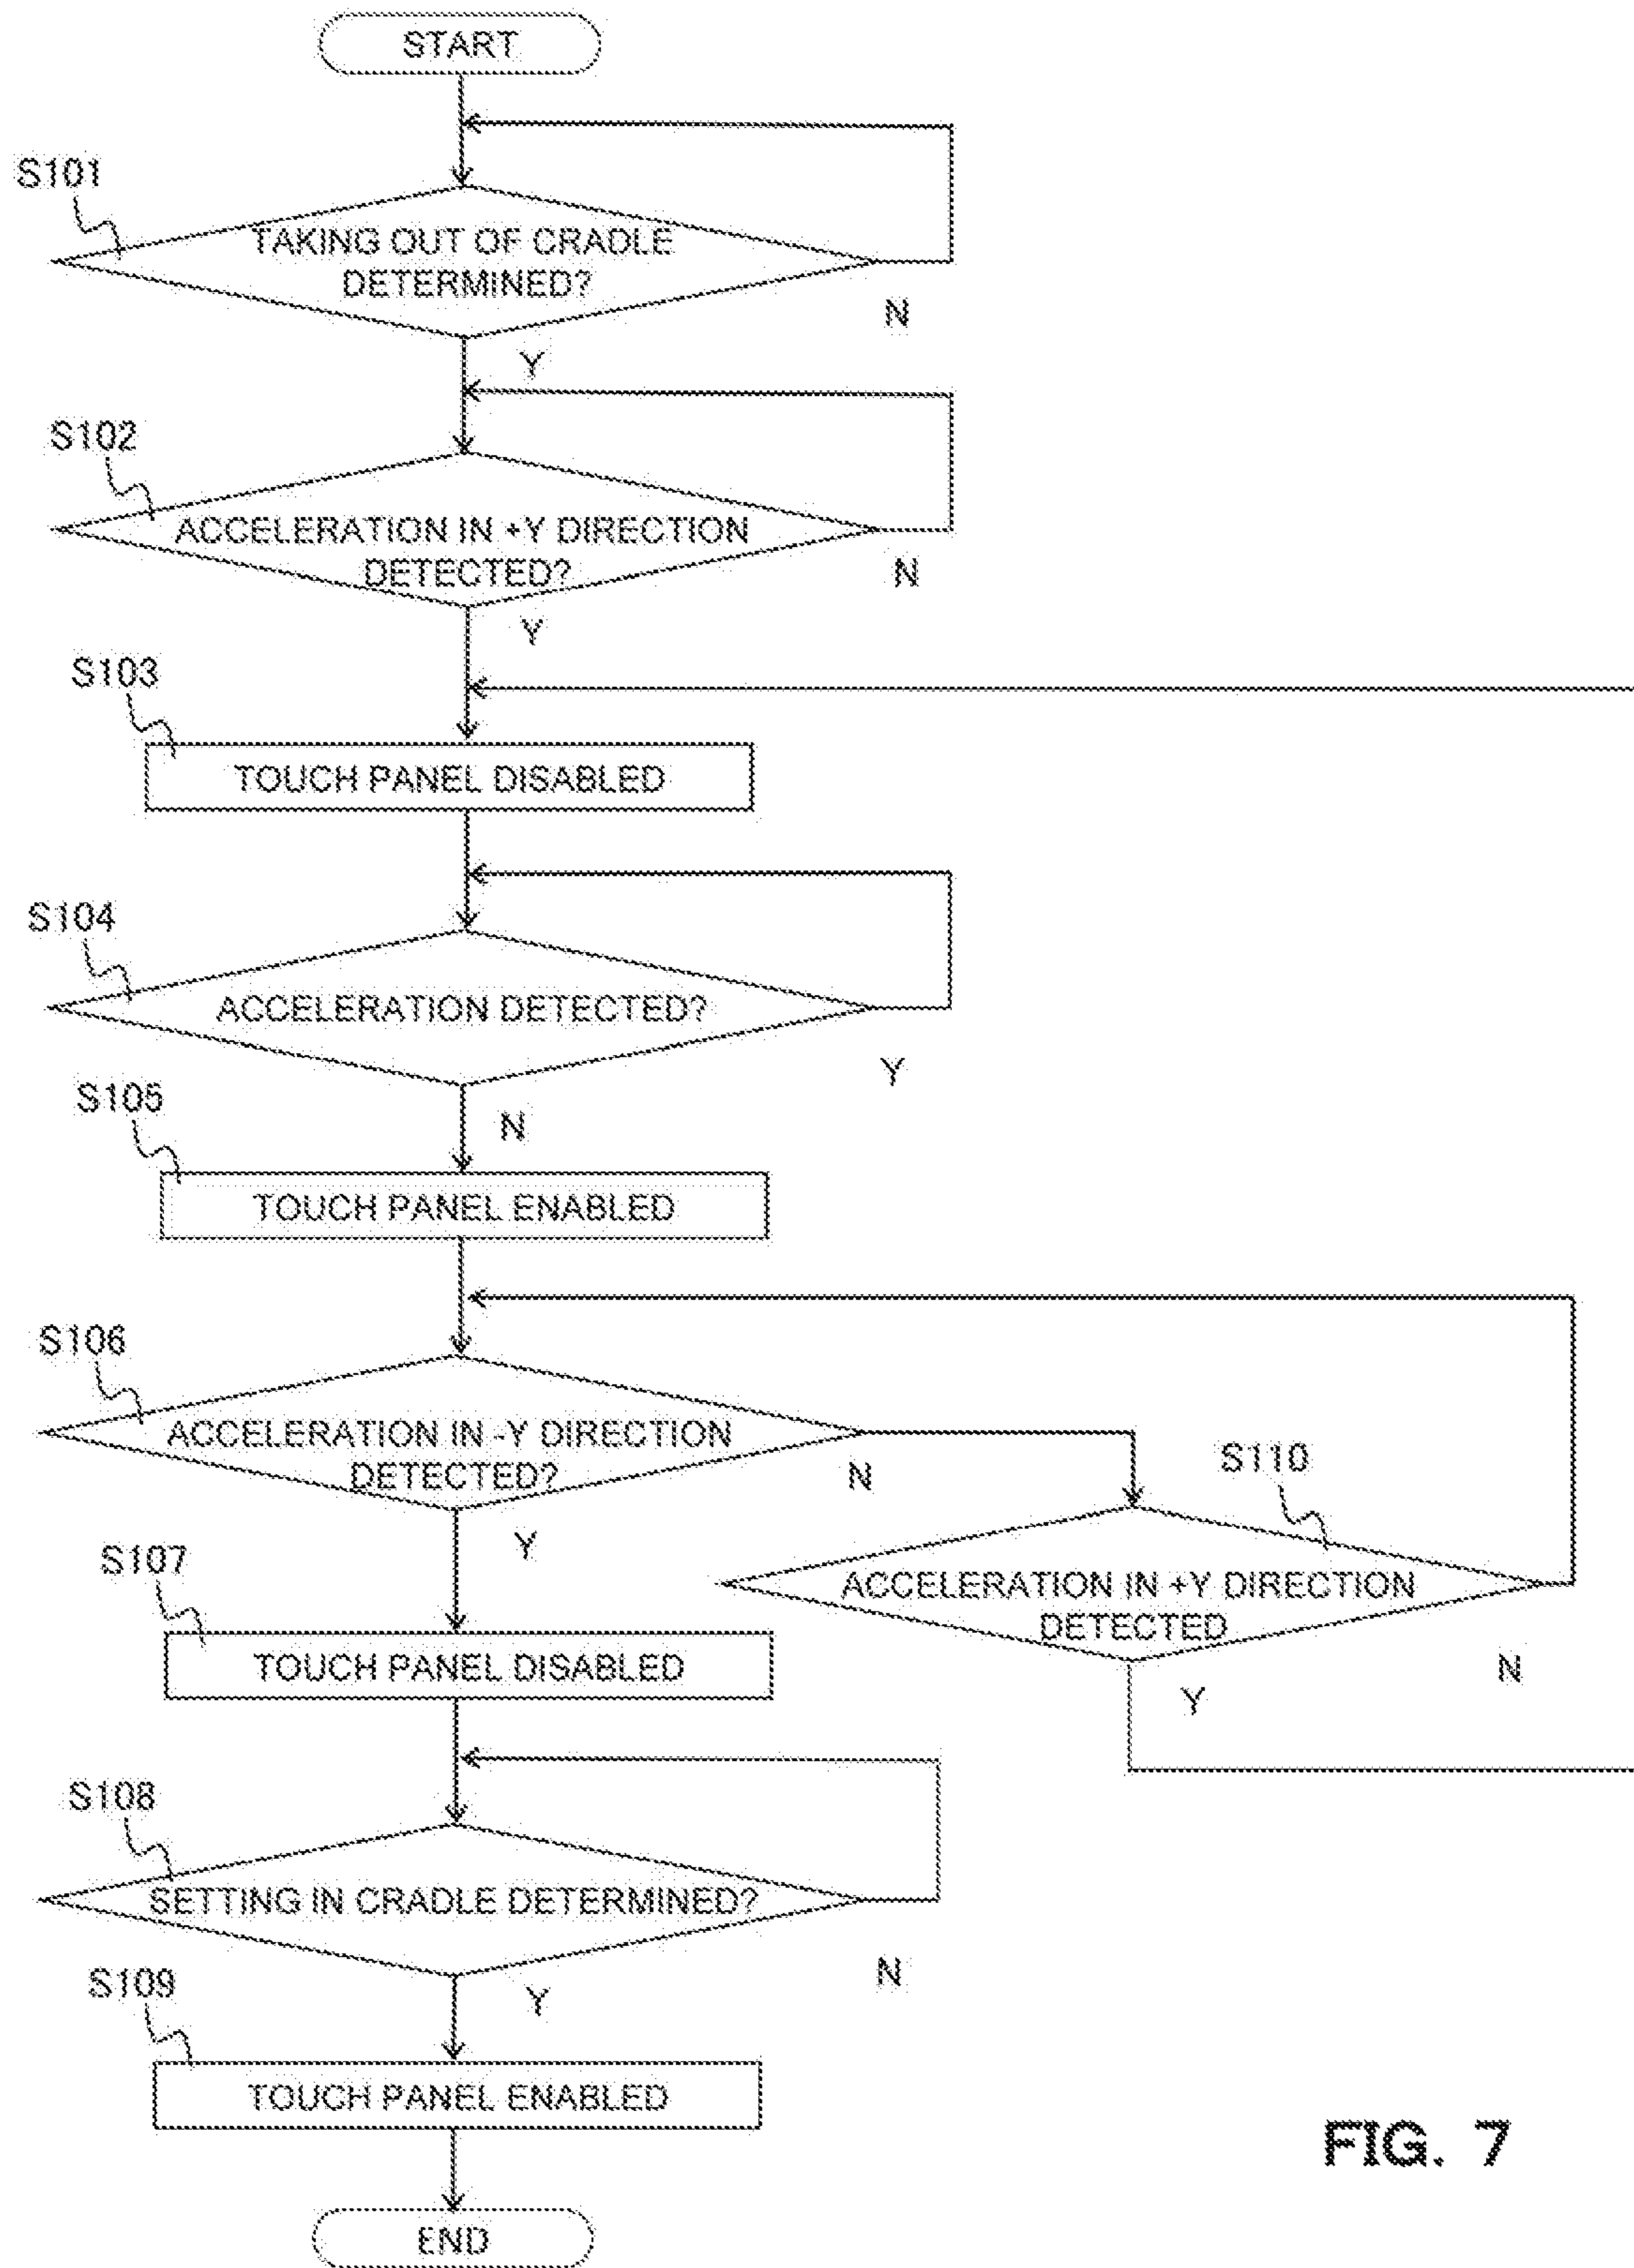 START
S101
TAKING OUT OF CRADLE
DETERMINED?
N
Y
S102
ACCELERATION IN +Y DIRECTION
DETECTED?
N
Y
S103
TOUCH PANEL DISABLED
S104
ACCELERATION DETECTED?
Y
S105
N
TOUCH PANEL ENABLED
S106
ACCELERATION IN -Y DIRECTION
DETECTED?
N
S110
Y
S107
ACCELERATION IN +Y DIRECTION
DETECTED
N
Y
TOUCH PANEL DISABLED
S108
SETTING IN CRADLE DETERMINED?
N
S109
Y
TOUCH PANEL ENABLED
END
FIG. 7